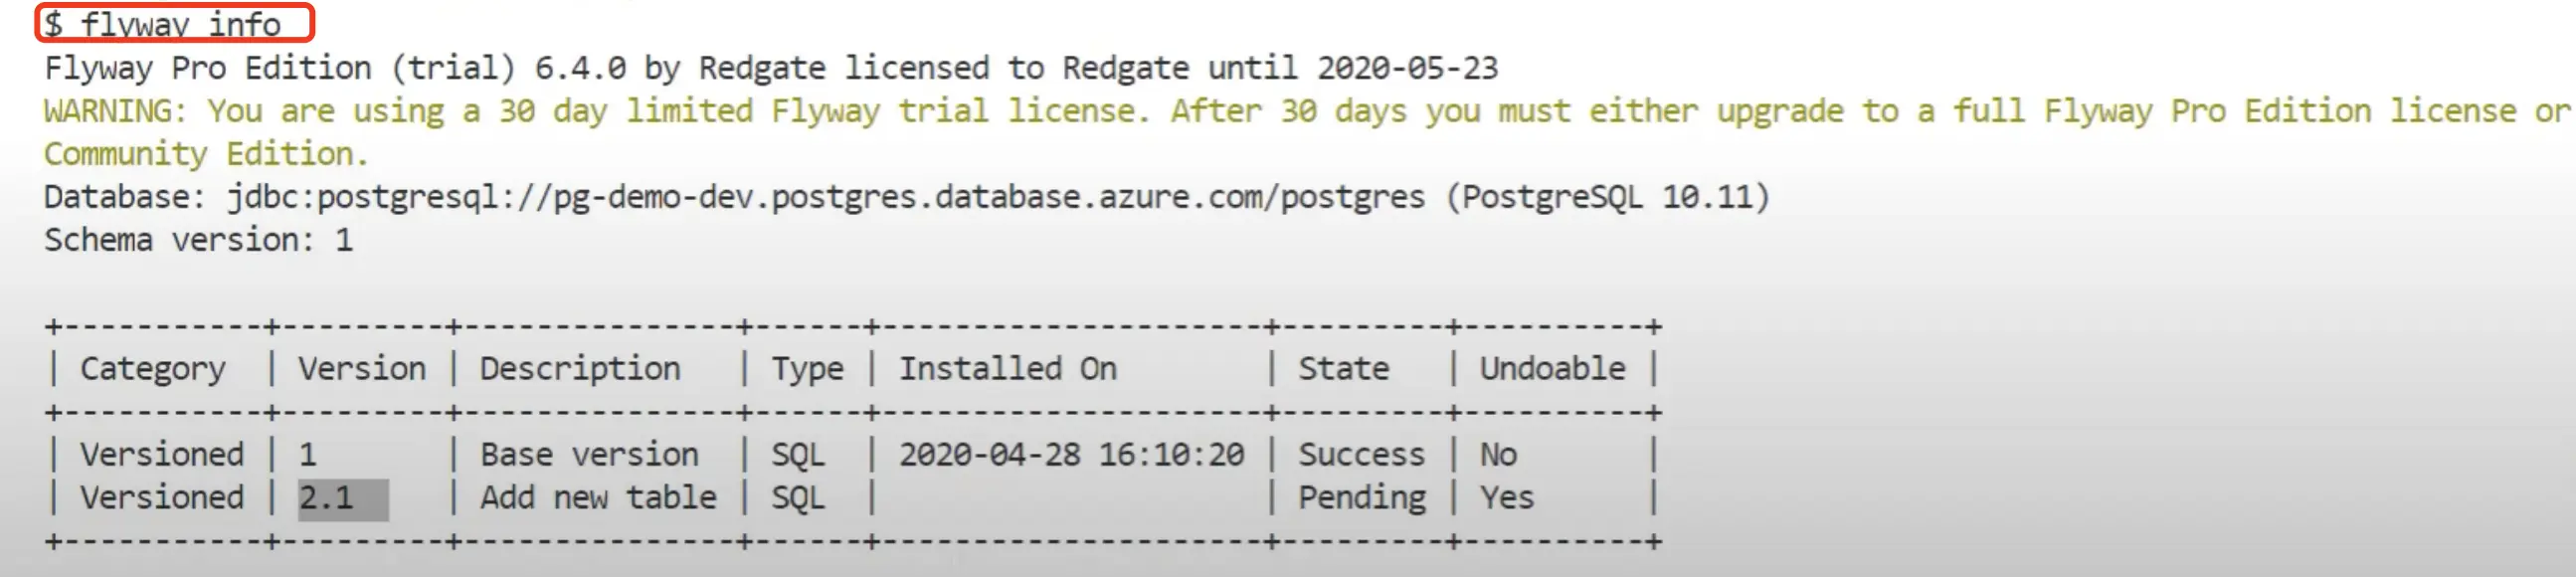 $ flyway info
Flyway Pro Edition (trial) 6.4.0 by Redgate licensed to Redgate until 2020-05-23
WARNING: You are using a 30 day limited Flyway trial license. After 30 days you must either upgrade to a full Flyway Pro Edition license or
Community Edition.
Database: jdbc:postgresql://pg-demo-dev.postgres.database.azure.com/postgres (PostgreSQL 10.11)
Schema version: 1
+-----------+---------+---------------+------+---------------------+---------+----------+
| Category  | Version | Description   | Type | Installed On        | State   | Undoable |
+-----------+---------+---------------+------+---------------------+---------+----------+
| Versioned | 1       | Base version  | SQL  | 2020-04-28 16:10:20 | Success | No       |
| Versioned | 2.1     | Add new table | SQL  |                     | Pending | Yes      |
+-----------+---------+---------------+------+---------------------+---------+----------+